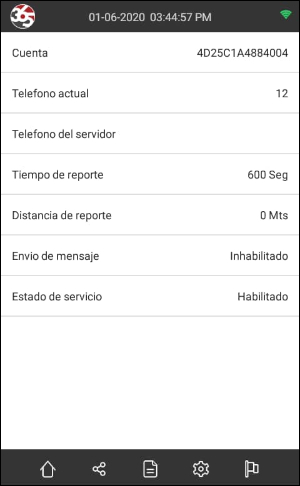 365
01-06-2020 03:44:57 PM
Cuenta 4D25C1A4884004
Telefono actual 12
Telefono del servidor
Tiempo de reporte 600 Seg
Distancia de reporte 0 Mts
Envio de mensaje Inhabilitado
Estado de servicio Habilitado